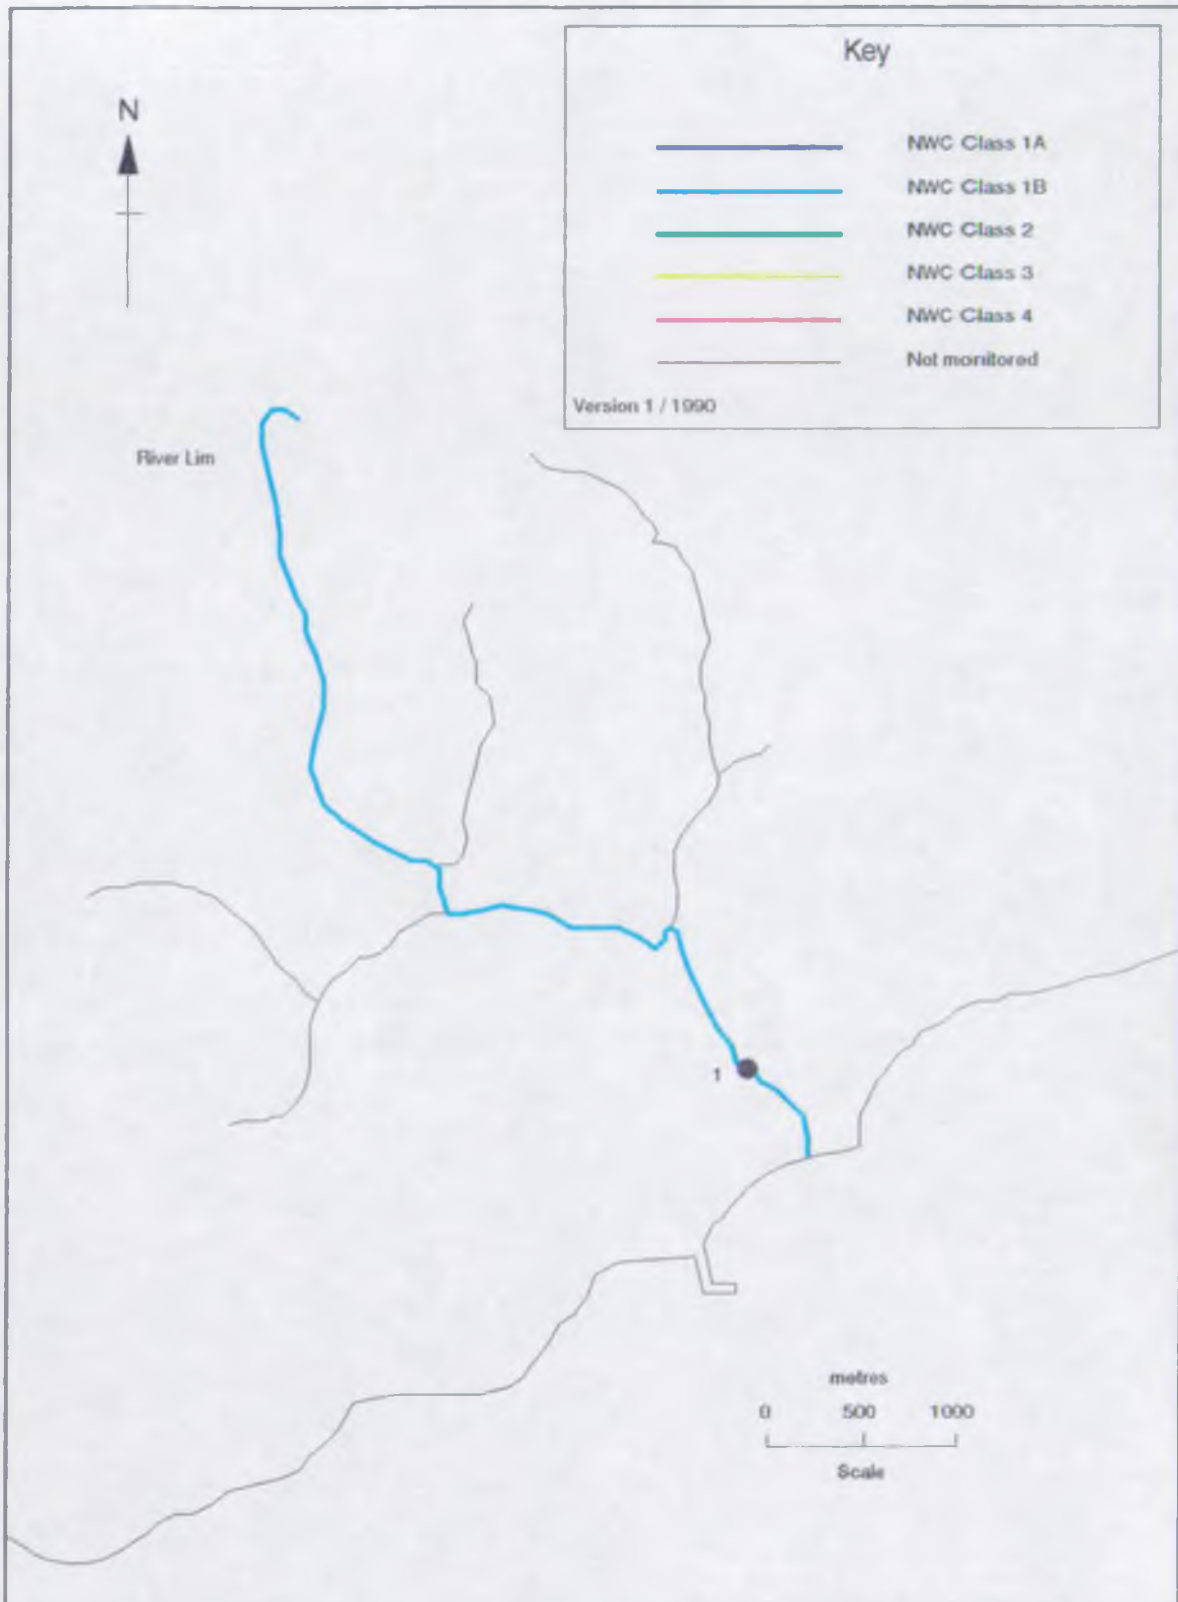 Key
N
NWC Class 1A
NWC Class 1B
NWC Class 2
NWC Class 3
NWC Class 4
Not monitored
Version 1 / 1990
River Lim
1
metres
0 500 1000
Scale